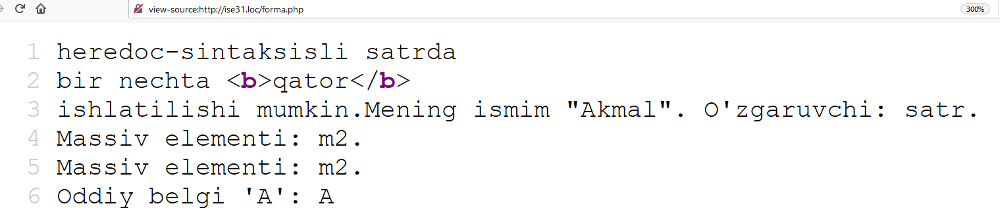 view-source:http://ise31.loc/forma.php
300%
1 heredoc-sintaksisli satrda
2 bir nechta <b>qator</b>
3 ishlatilishi mumkin.Mening ismim "Akmal". O'zgaruvchi: satr.
4 Massiv elementi: m2.
5 Massiv elementi: m2.
6 Oddiy belgi 'A': A